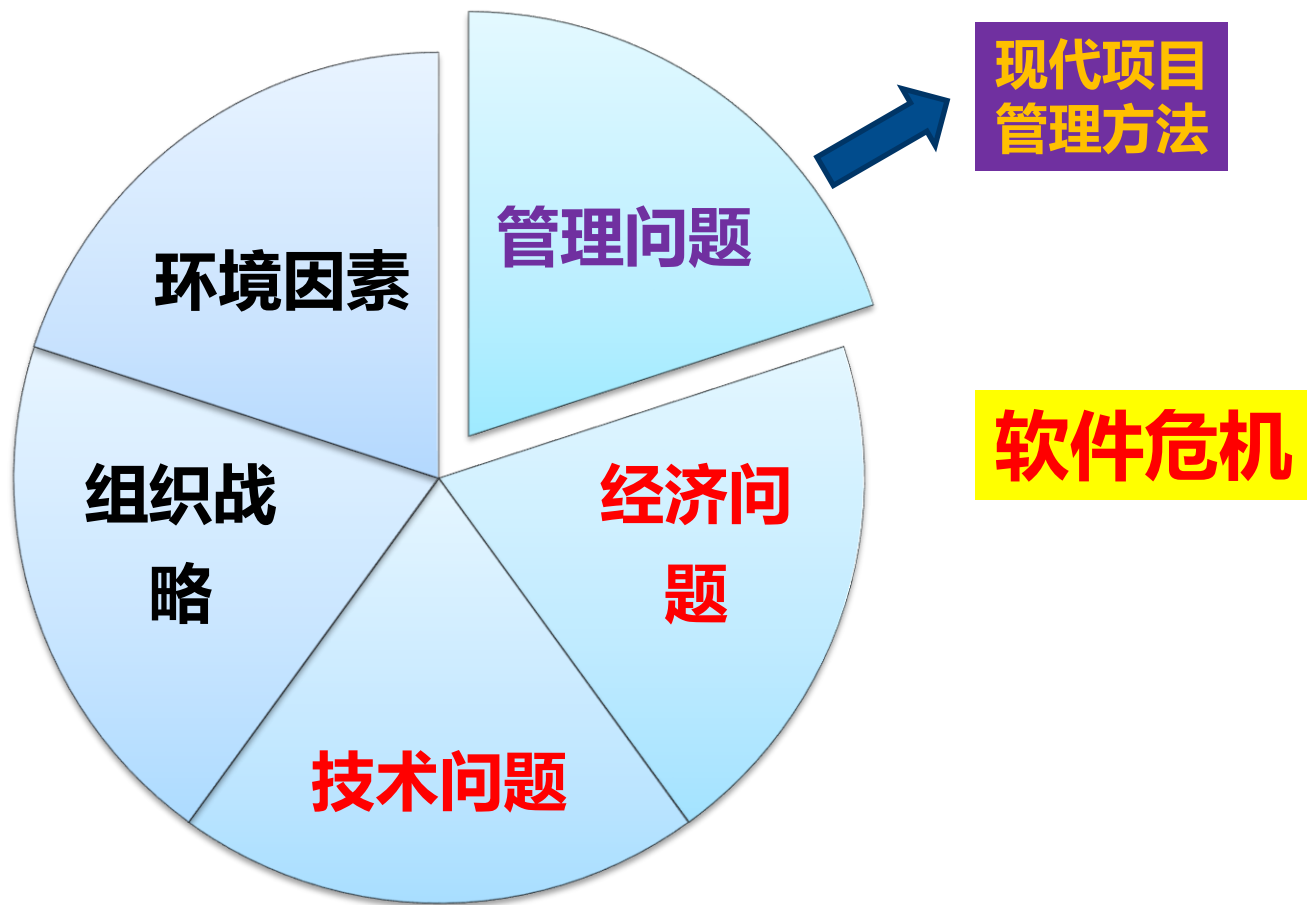 现代项目
管理方法
管理问题
环境因素
软件危机
组织战
略
经济问
题
技术问题